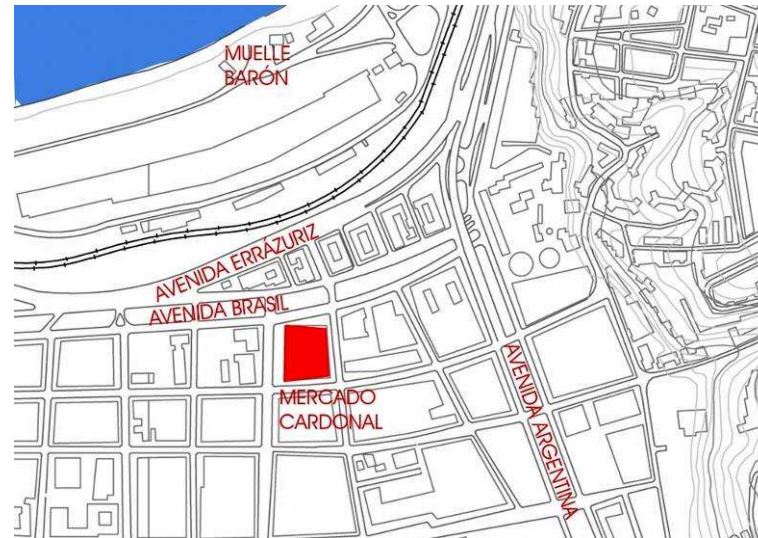 MUELLE
BARÓN
AVENIDA ERRÁZURIZ
AVENIDA BRASIL
MERCADO
CARDONAL
AVENIDA ARGENTINA